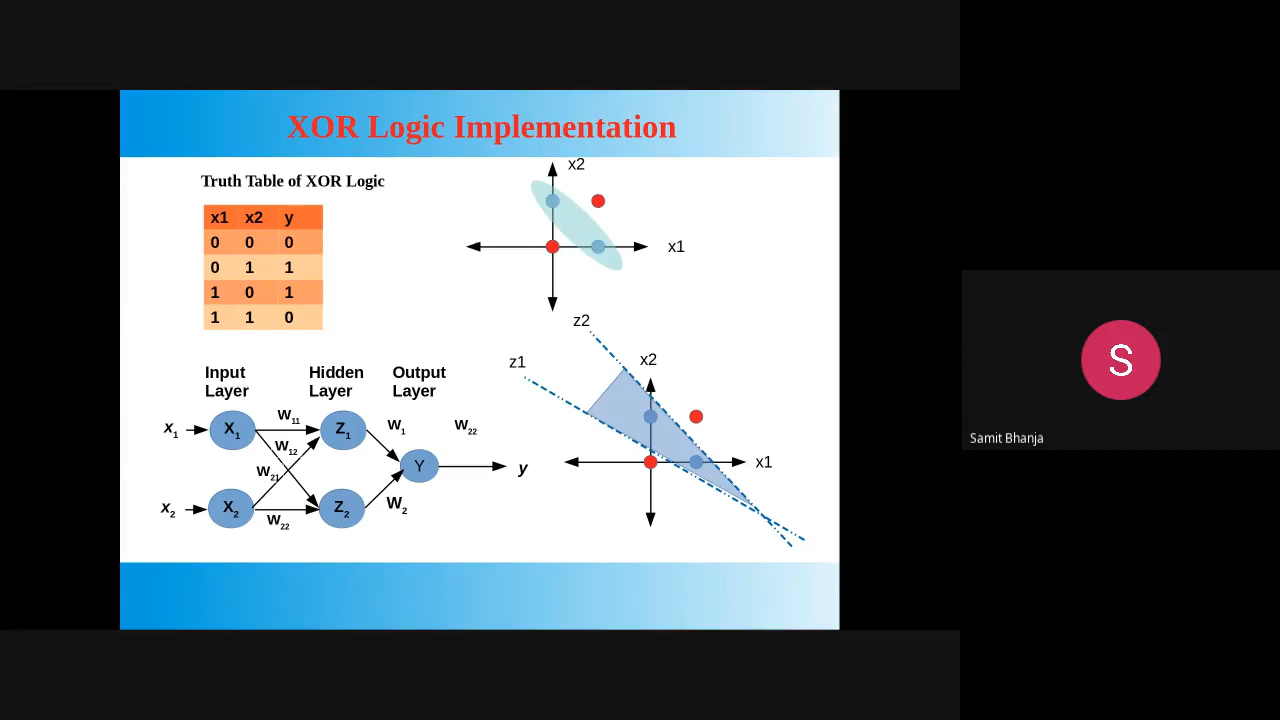 XOR Logic Implementation
Truth Table of XOR Logic
x1 x2 y
0 0 0
0 1 1
1 0 1
1 1 0
x2
x1
z2
z1
x2
x1
Input Layer
Hidden Layer
Output Layer
x1
X1
w11
Z1
w1
w22
w12
w21
Y
y
x2
X2
w22
Z2
W2
S
Samit Bhanja